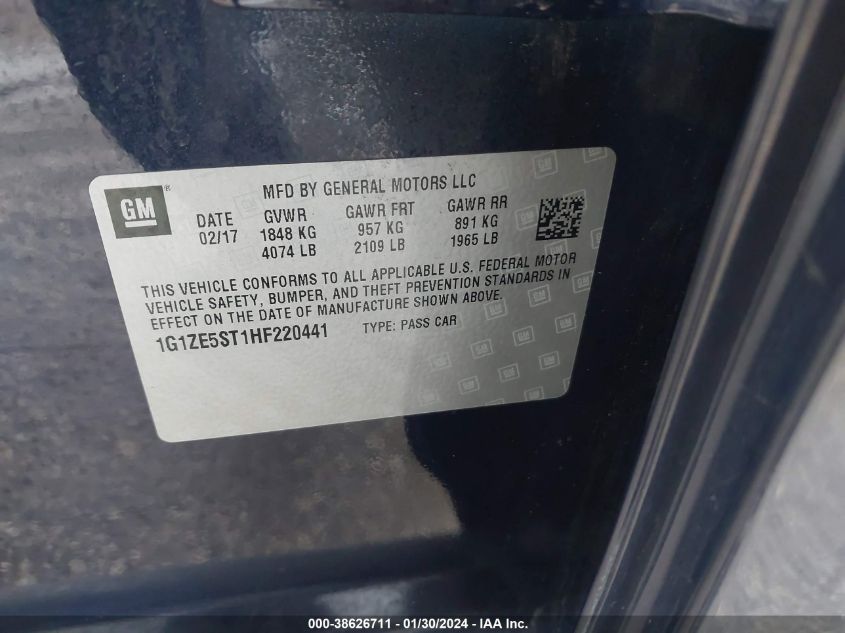 GM ®
MFD BY GENERAL MOTORS LLC
DATE GVWR GAWR FRT GAWR RR
02/17 1848 KG 957 KG 891 KG
4074 LB 2109 LB 1965 LB
THIS VEHICLE CONFORMS TO ALL APPLICABLE U.S. FEDERAL MOTOR
VEHICLE SAFETY, BUMPER, AND THEFT PREVENTION STANDARDS IN
EFFECT ON THE DATE OF MANUFACTURE SHOWN ABOVE.
1G1ZE5ST1HF220441 TYPE: PASS CAR
000-38626711 - 01/30/2024 - IAA Inc.